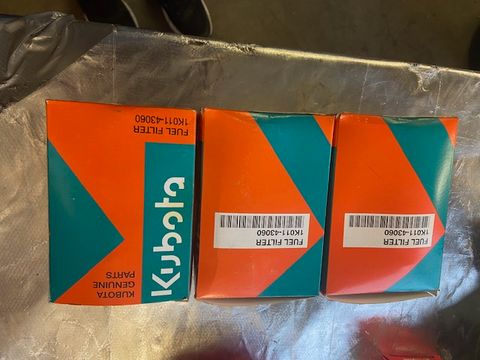 FUEL FILTER
1K011-43060
Kubota
KUBOTA
GENUINE
PARTS
FUEL FILTER
1K011-43060
FUEL FILTER
1K011-43060